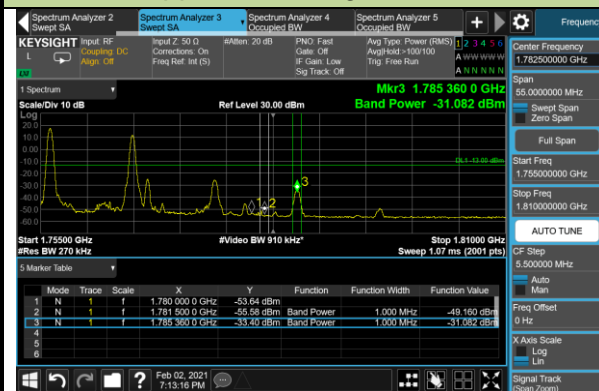 Spectrum Analyzer 2
Swept SA
Spectrum Analyzer 3
Swept SA
Spectrum Analyzer 4
Occupied BW
Spectrum Analyzer 5
Occupied BW
+
Frequency
KEYSIGHT
L
Input: RF
Coupling: DC
Align: Off
Input Z: 50 Ω
Corrections: On
Freq Ref: Int (S)
#Atten: 20 dB
PNO: Fast
Gate: Off
IF Gain: Low
Sig Track: Off
Avg Type: Power (RMS)
Avg|Hold:>100/100
Trig: Free Run
1 2 3 4 5 6
A W W W W W
A N N N N N
1 Spectrum
Scale/Div 10 dB
Ref Level 30.00 dBm
Mkr3 1.785 360 0 GHz
Band Power -31.082 dBm
Log
20.0
10.0
0.00
-10.0
-20.0
-30.0
-40.0
-50.0
-60.0
DL1 -13.00 dBm
1
2
3
Start 1.75500 GHz
#Res BW 270 kHz
#Video BW 910 kHz*
Stop 1.81000 GHz
Sweep 1.07 ms (2001 pts)
5 Marker Table
Mode Trace Scale X Y Function Function Width Function Value
1 N 1 f 1.780 000 0 GHz -53.64 dBm
2 N 1 f 1.781 500 0 GHz -55.58 dBm Band Power 1.000 MHz -49.160 dBm
3 N 1 f 1.785 360 0 GHz -33.40 dBm Band Power 1.000 MHz -31.082 dBm
4
5
6
Center Frequency
1.782500000 GHz
Span
55.0000000 MHz
Swept Span
Zero Span
Full Span
Start Freq
1.755000000 GHz
Stop Freq
1.810000000 GHz
AUTO TUNE
CF Step
5.500000 MHz
Auto
Man
Freq Offset
0 Hz
X Axis Scale
Log
Lin
Signal Track
(Span Zoom)
?
Feb 02, 2021
7:13:16 PM